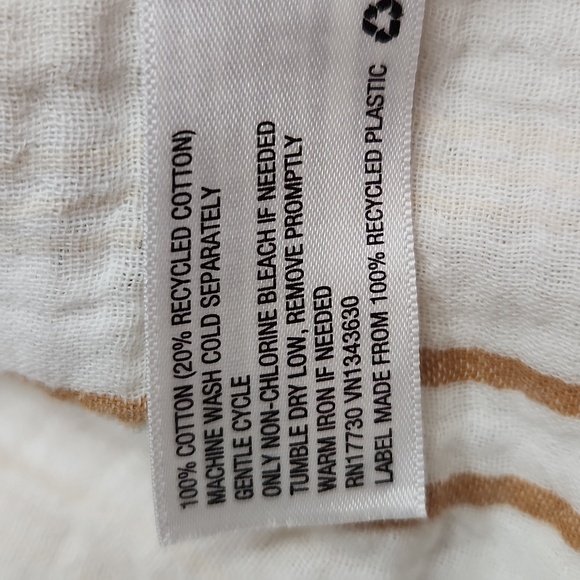 100% COTTON (20% RECYCLED COTTON)
MACHINE WASH COLD SEPARATELY
GENTLE CYCLE
ONLY NON-CHLORINE BLEACH IF NEEDED
TUMBLE DRY LOW, REMOVE PROMPTLY
WARM IRON IF NEEDED
RN17730 VN1343630
LABEL MADE FROM 100% RECYCLED PLASTIC